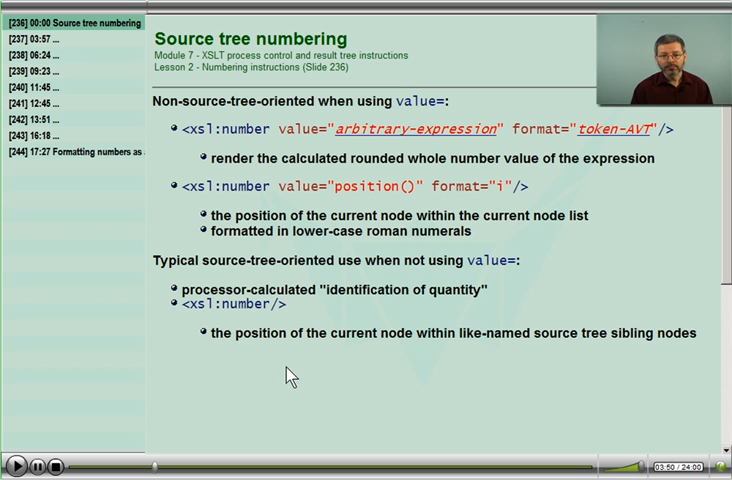 [236] 00:00 Source tree numbering
[237] 03:57 ...
[238] 06:24 ...
[239] 09:23 ...
[240] 11:45 ...
[241] 12:45 ...
[242] 13:51 ...
[243] 16:18 ...
[244] 17:27 Formatting numbers as
Source tree numbering
Module 7 - XSLT process control and result tree instructions
Lesson 2 - Numbering instructions (Slide 236)
Non-source-tree-oriented when using value=:
<xsl:number value="arbitrary-expression" format="token-AVT"/>
render the calculated rounded whole number value of the expression
<xsl:number value="position()" format="i"/>
the position of the current node within the current node list
formatted in lower-case roman numerals
Typical source-tree-oriented use when not using value=:
processor-calculated "identification of quantity"
<xsl:number/>
the position of the current node within like-named source tree sibling nodes
03:50 / 24:00